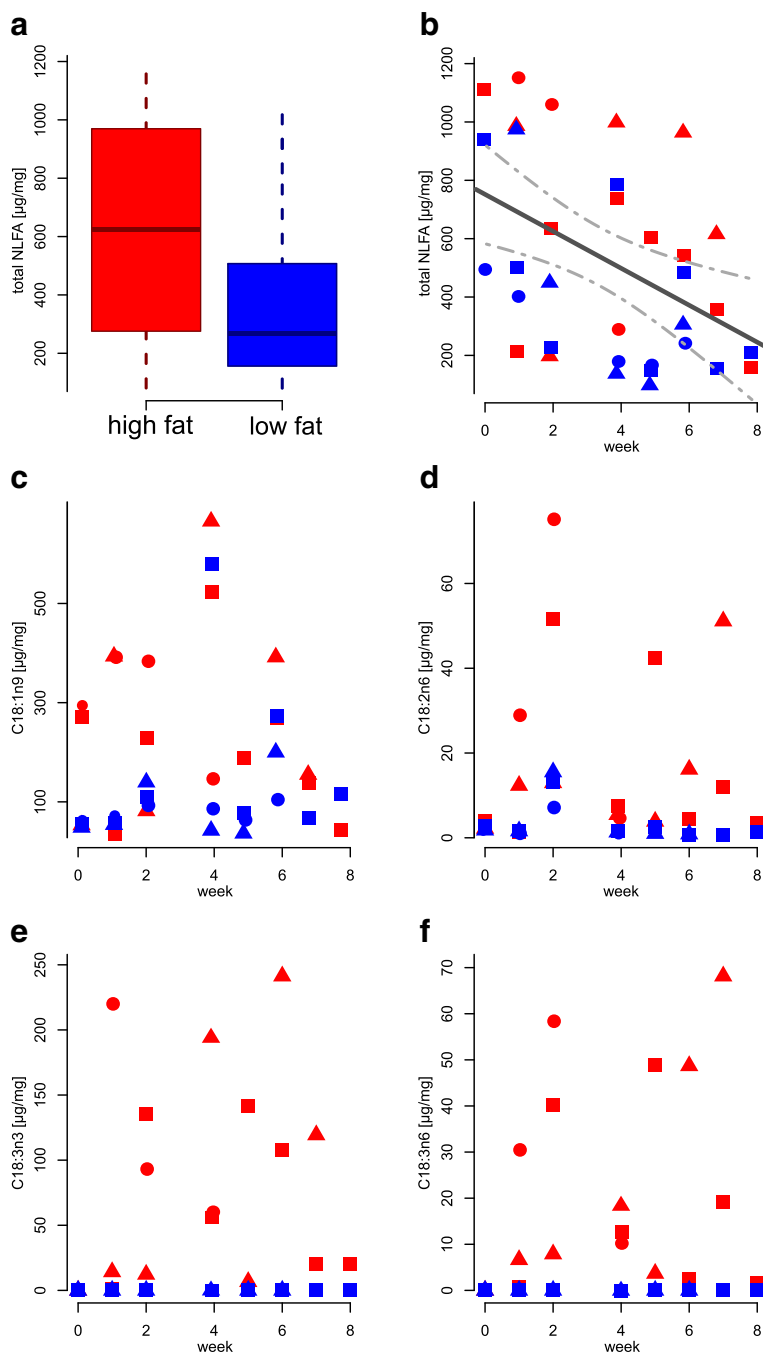 a
total NLFA [µg/mg]
200 400 600 800 1000 1200
high fat low fat
b
total NLFA [µg/mg]
200 400 600 800 1000 1200
0 2 4 6 8
week
c
C18:1n9 [µg/mg]
100 300 500
0 2 4 6 8
week
d
C18:2n6 [µg/mg]
0 20 40 60
0 2 4 6 8
week
e
C18:3n3 [µg/mg]
0 50 100 150 200 250
0 2 4 6 8
week
f
C18:3n6 [µg/mg]
0 10 20 30 40 50 60 70
0 2 4 6 8
week